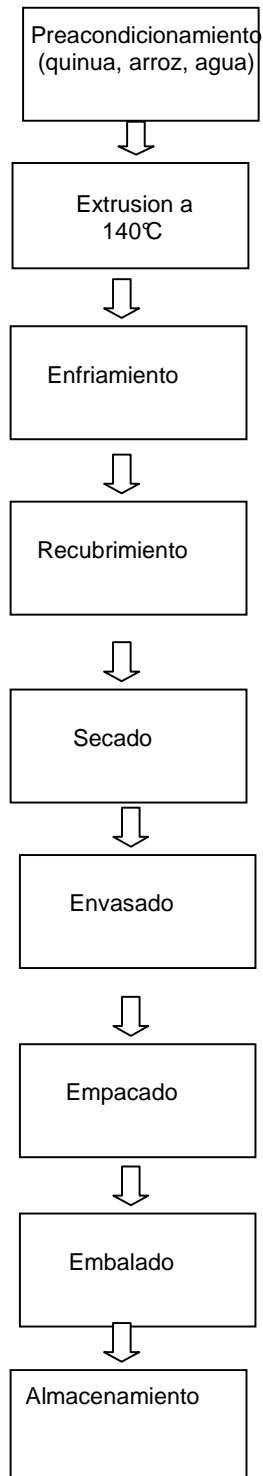 Preacondicionamiento
(quinua, arroz, agua)
Extrusion a
140℃
Enfriamiento
Recubrimiento
Secado
Envasado
Empacado
Embalado
Almacenamiento